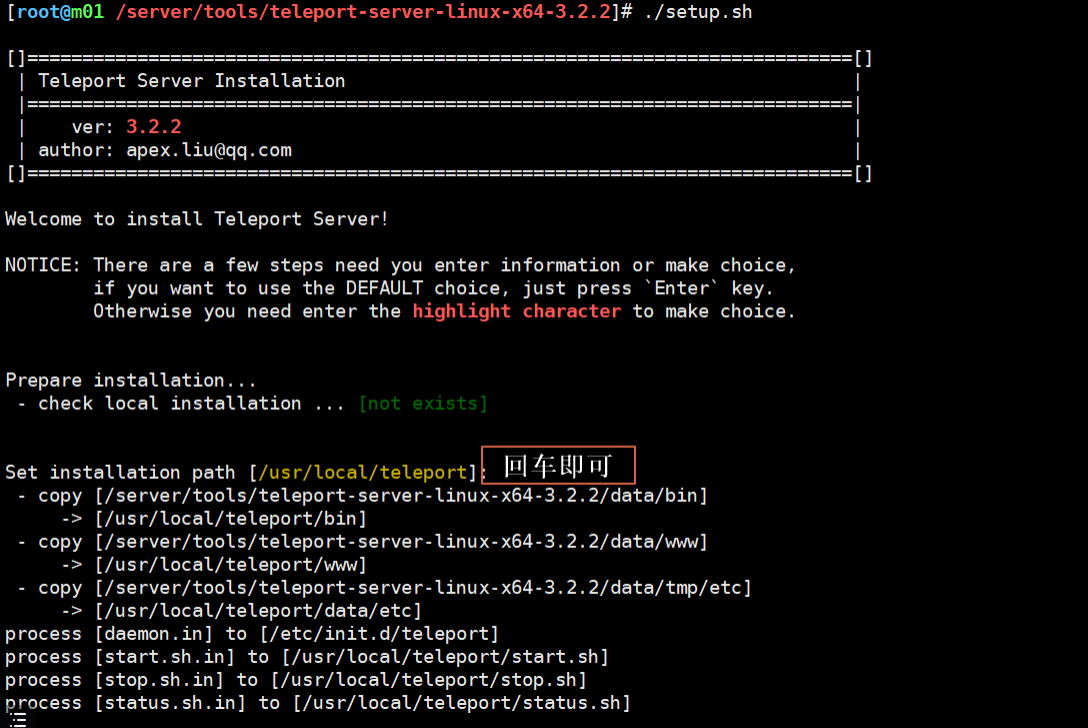 [root@m01 /server/tools/teleport-server-linux-x64-3.2.2]# ./setup.sh
[]===========================================================================[]
| Teleport Server Installation |
|===========================================================================|
| ver: 3.2.2 |
| author: apex.liu@qq.com |
[]===========================================================================[]
Welcome to install Teleport Server!
NOTICE: There are a few steps need you enter information or make choice,
if you want to use the DEFAULT choice, just press `Enter` key.
Otherwise you need enter the highlight character to make choice.
Prepare installation...
- check local installation ... [not exists]
Set installation path [/usr/local/teleport]: 回车即可
- copy [/server/tools/teleport-server-linux-x64-3.2.2/data/bin]
-> [/usr/local/teleport/bin]
- copy [/server/tools/teleport-server-linux-x64-3.2.2/data/www]
-> [/usr/local/teleport/www]
- copy [/server/tools/teleport-server-linux-x64-3.2.2/data/tmp/etc]
-> [/usr/local/teleport/data/etc]
process [daemon.in] to [/etc/init.d/teleport]
process [start.sh.in] to [/usr/local/teleport/start.sh]
process [stop.sh.in] to [/usr/local/teleport/stop.sh]
process [status.sh.in] to [/usr/local/teleport/status.sh]